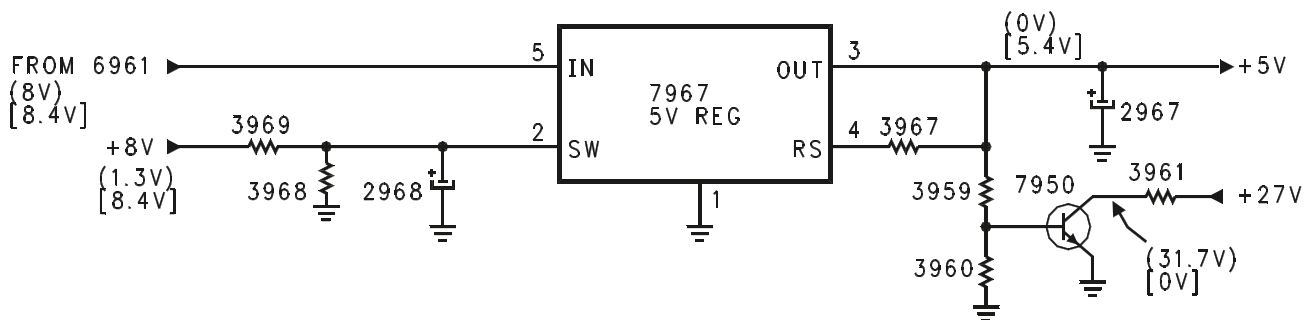 FROM 6961
(8V)
[8.4V]
+8V
(1.3V)
[8.4V]
3969
3968
2968
5
IN
2
SW
7967
5V REG
OUT
3
RS
4
1
3967
(0V)
[5.4V]
+5V
+
2967
3959
7950
3961
+27V
3960
(31.7V)
[0V]
+